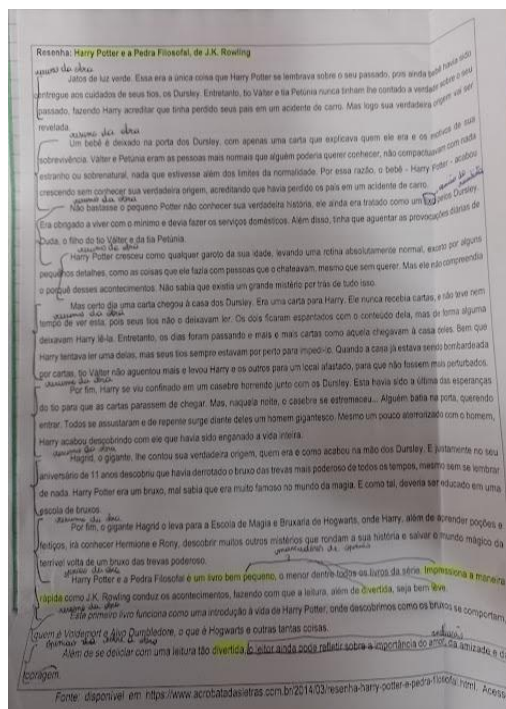 Resenha: Harry Potter e a Pedra Filosofal, de J.K. Rowling
resumo da obra
Jatos de luz verde. Essa era a única coisa que Harry Potter se lembrava sobre o seu passado, pois ainda bebê havia sido
entregue aos cuidados de seus tios, os Dursley. Entretanto, tio Válter e tia Petúnia nunca tinham lhe contado a verdade sobre o seu
passado, fazendo Harry acreditar que tinha perdido seus pais em um acidente de carro. Mas logo sua verdadeira origem vai ser
revelada.
resumo da obra
Um bebê é deixado na porta dos Dursley, com apenas uma carta que explicava quem ele era e os motivos de sua
sobrevivência. Válter e Petúnia eram as pessoas mais normais que alguém poderia querer conhecer, não compactuavam com nada
estranho ou sobrenatural, nada que estivesse além dos limites da normalidade. Por essa razão, o bebê - Harry Potter - acabou
crescendo sem conhecer sua verdadeira origem, acreditando que havia perdido os pais em um acidente de carro.
resumo da obra
Não bastasse o pequeno Potter não conhecer sua verdadeira história, ele ainda era tratado como um pelos Dursley.
Era obrigado a viver com o mínimo e devia fazer os serviços domésticos. Além disso, tinha que aguentar as provocações diárias de
Duda, o filho do tio Válter e da tia Petúnia.
resumo da obra
Harry Potter cresceu como qualquer garoto da sua idade, levando uma rotina absolutamente normal, exceto por alguns
pequenos detalhes, como as coisas que ele fazia com pessoas que o chateavam, mesmo que sem querer. Mas ele não compreendia
o porquê desses acontecimentos. Não sabia que existia um grande mistério por trás de tudo isso.
resumo da obra
Mas certo dia uma carta chegou à casa dos Dursley. Era uma carta para Harry. Ele nunca recebia cartas, e não teve nem
tempo de ver esta, pois seus tios não o deixavam ler. Os dois ficaram espantados com o conteúdo dela, mas de forma alguma
deixavam Harry lê-la. Entretanto, os dias foram passando e mais e mais cartas como aquela chegavam à casa deles. Bem que
Harry tentava ler uma delas, mas seus tios sempre estavam por perto para impedi-lo. Quando a casa já estava sendo bombardeada
por cartas, tio Válter não aguentou mais e levou Harry e os outros para um local afastado, para que não fossem mais perturbados.
resumo da obra
Por fim, Harry se viu confinado em um casebre horrendo junto com os Dursley. Esta havia sido a última das esperanças
do tio para que as cartas parassem de chegar. Mas, naquela noite, o casebre se estremeceu... Alguém batia na porta, querendo
entrar. Todos se assustaram e de repente surge diante deles um homem gigantesco. Mesmo um pouco aterrorizado com o homem,
Harry acabou descobrindo com ele que havia sido enganado a vida inteira.
resumo da obra
Hagrid, o gigante, lhe contou sua verdadeira origem, quem era e como acabou na mão dos Dursley. E justamente no seu
aniversário de 11 anos descobriu que havia derrotado o bruxo das trevas mais poderoso de todos os tempos, mesmo sem se lembrar
de nada. Harry Potter era um bruxo, mal sabia que era muito famoso no mundo da magia. E como tal, deveria ser educado em uma
escola de bruxos.
resumo da obra
Por fim, o gigante Hagrid o leva para a Escola de Magia e Bruxaria de Hogwarts, onde Harry, além de aprender poções e
feitiços, irá conhecer Hermione e Rony, descobrir muitos outros mistérios que rondam a sua história e salvar o mundo mágico da
terrível volta de um bruxo das trevas poderoso.
Harry Potter e a Pedra Filosofal é um livro bem pequeno, o menor dentre todos os livros da série. Impressiona a maneira
rápida como J.K. Rowling conduz os acontecimentos, fazendo com que a leitura, além de divertida, seja bem leve.
resumo da obra
Este primeiro livro funciona como uma introdução à vida de Harry Potter, onde descobrimos como os bruxos se comportam,
quem é Voldemort e Alvo Dumbledore, o que é Hogwarts e outras tantas coisas.
Além de se deliciar com uma leitura tão divertida, o leitor ainda pode refletir sobre a importância do amor, da amizade e d
coragem.
Fonte: disponível em https://www.acrobatadasletras.com.br/2014/03/resenha-harry-potter-e-pedra-filosofal.html. Acess